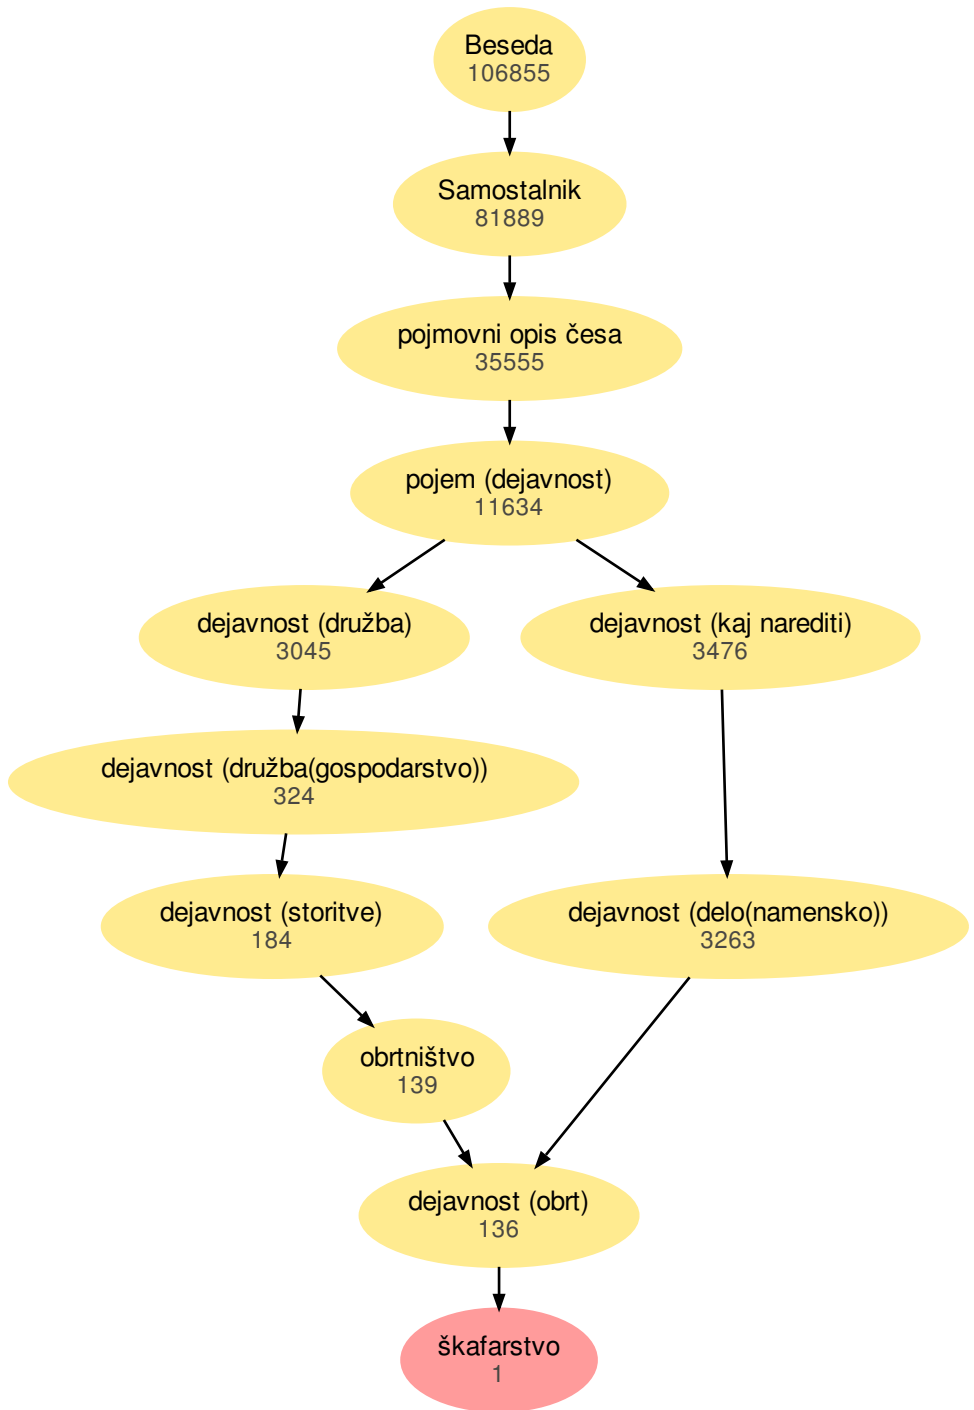 Beseda
106855
Samostalnik
81889
pojmovni opis česa
35555
pojem (dejavnost)
11634
dejavnost (družba)
3045
dejavnost (kaj narediti)
3476
dejavnost (družba(gospodarstvo))
324
dejavnost (storitve)
184
dejavnost (delo(namensko))
3263
obrtništvo
139
dejavnost (obrt)
136
škafarstvo
1